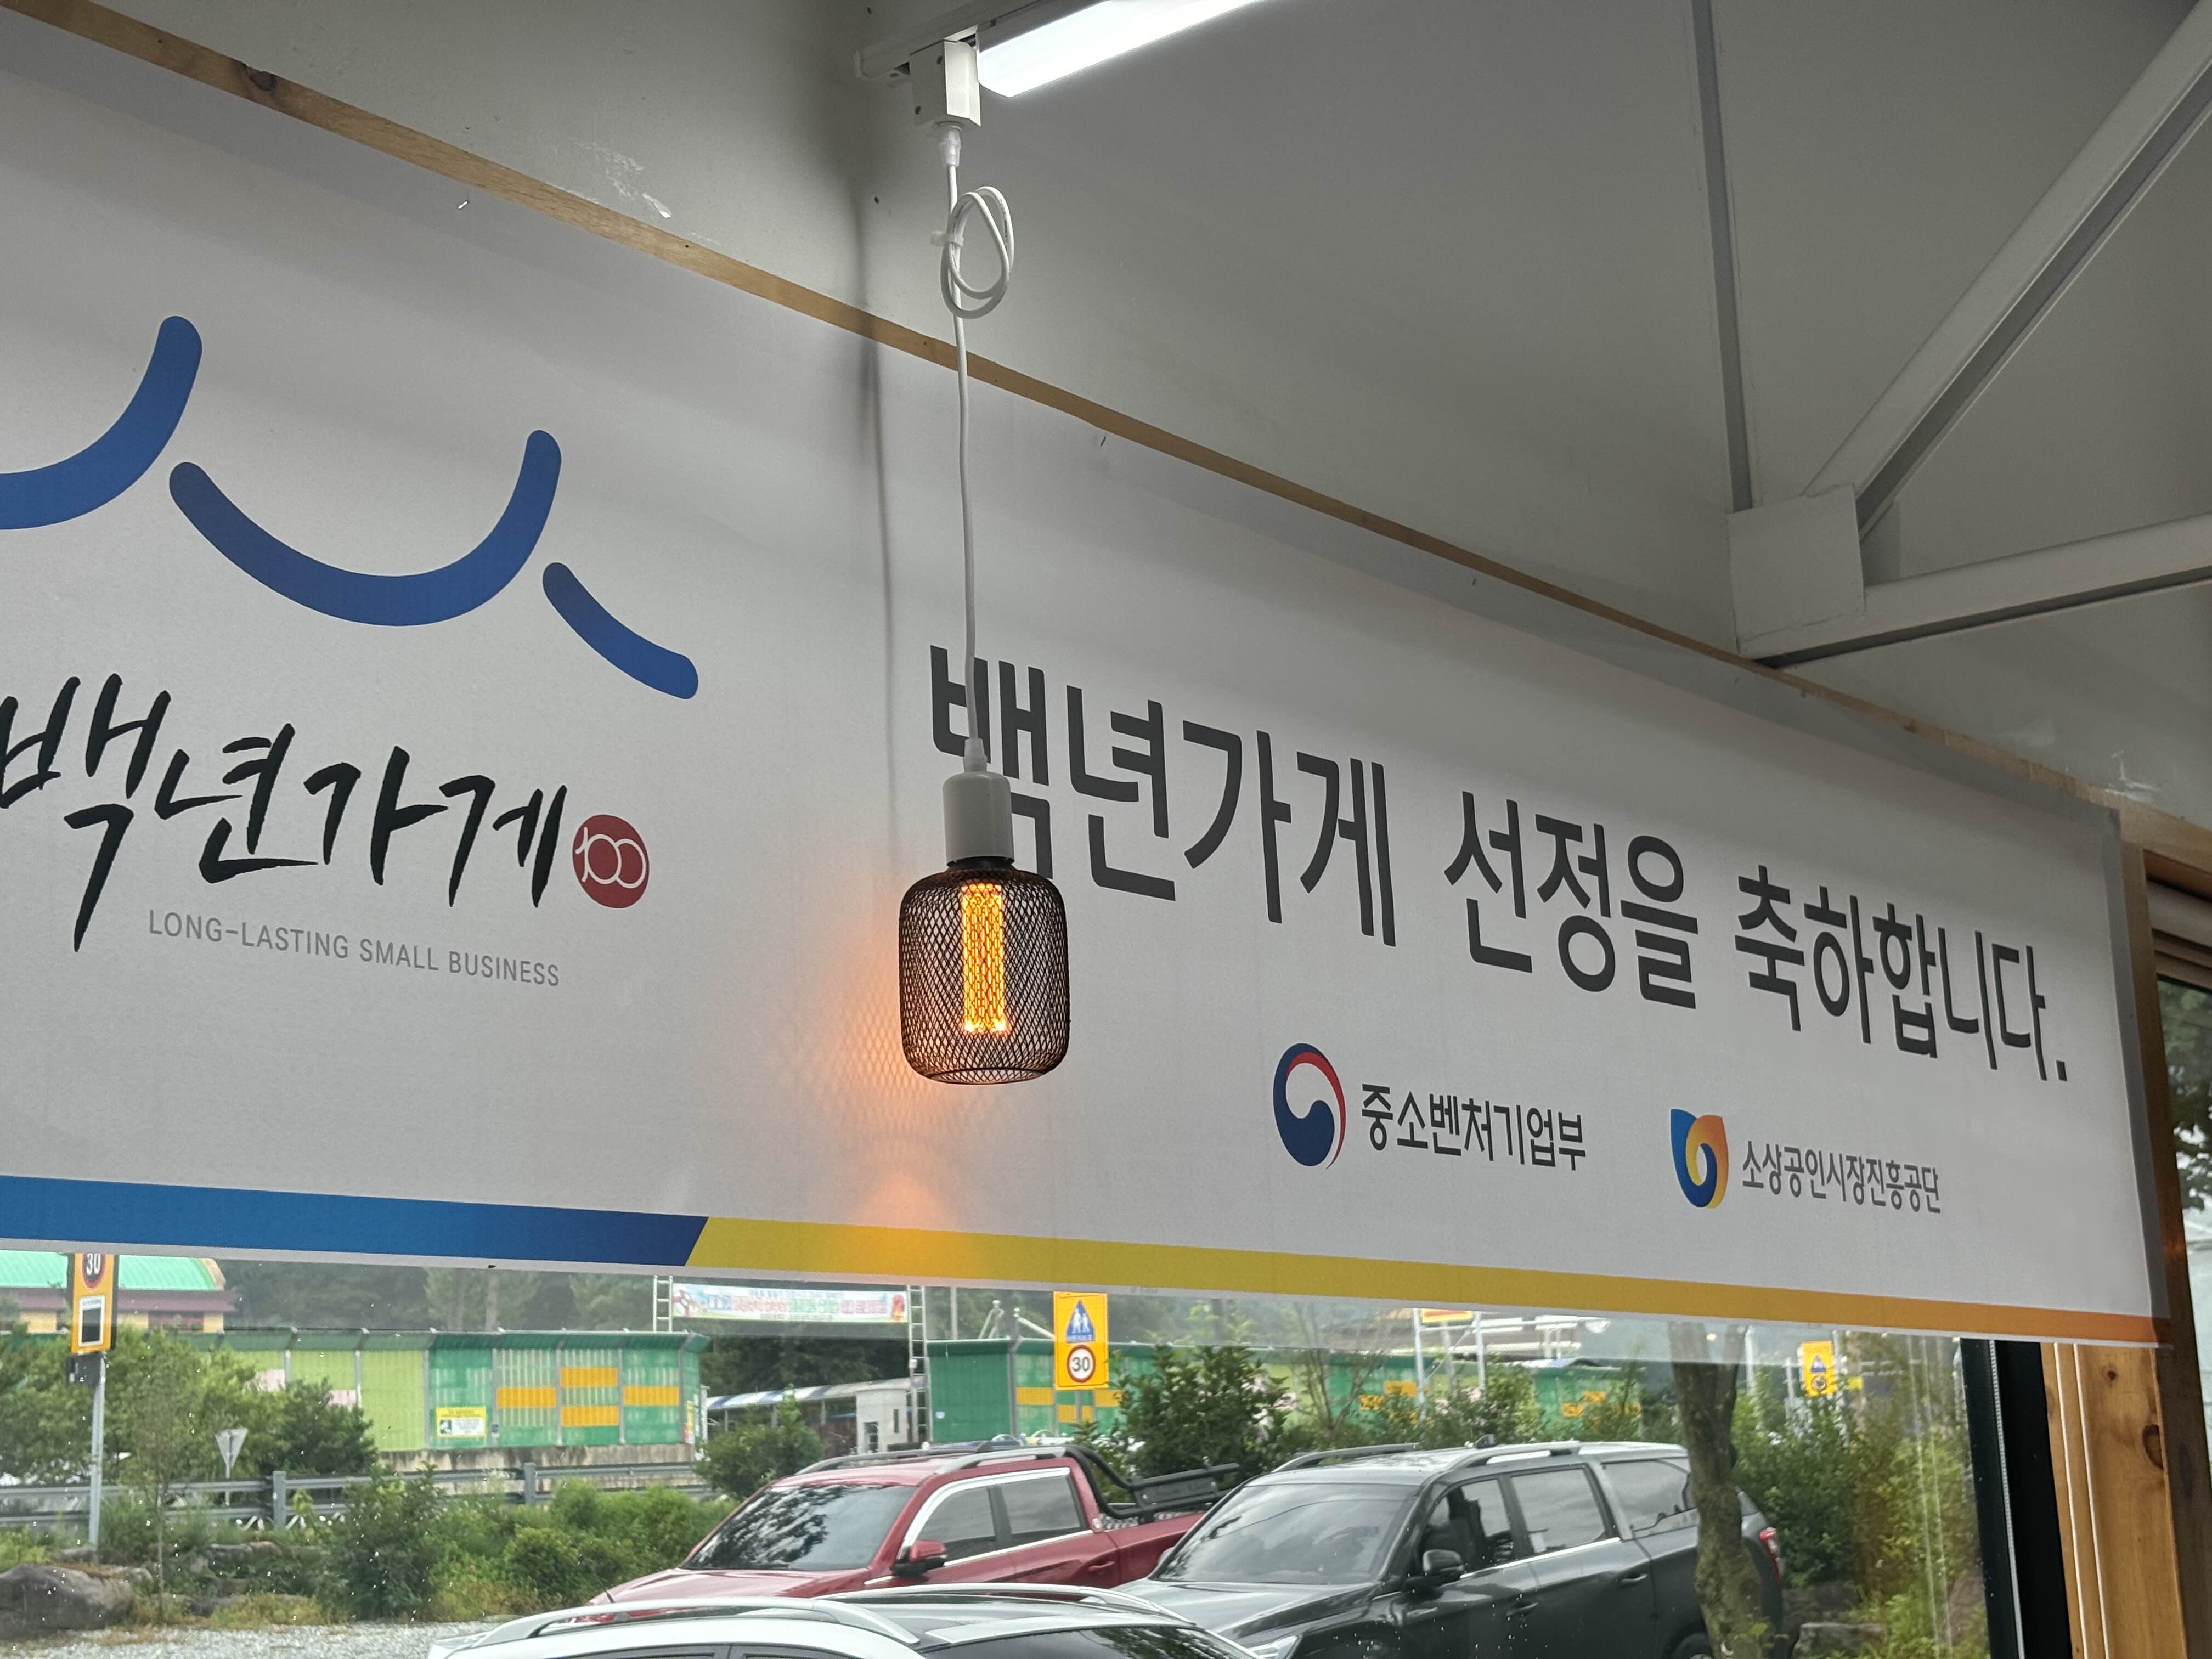 백년가게
100
LONG-LASTING SMALL BUSINESS
백년가게 선정을 축하합니다.
중소벤처기업부
소상공인시장진흥공단
30
30